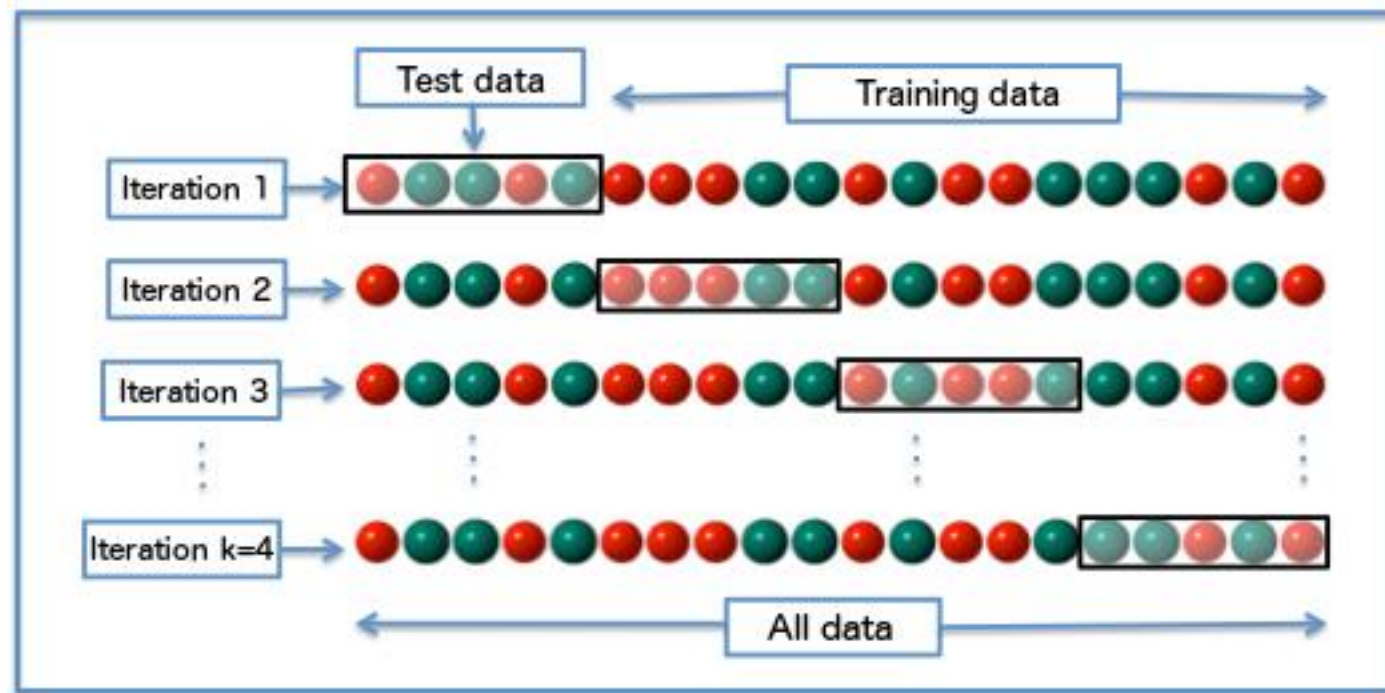 Test data
Training data
Iteration 1
Iteration 2
Iteration 3
Iteration k=4
All data